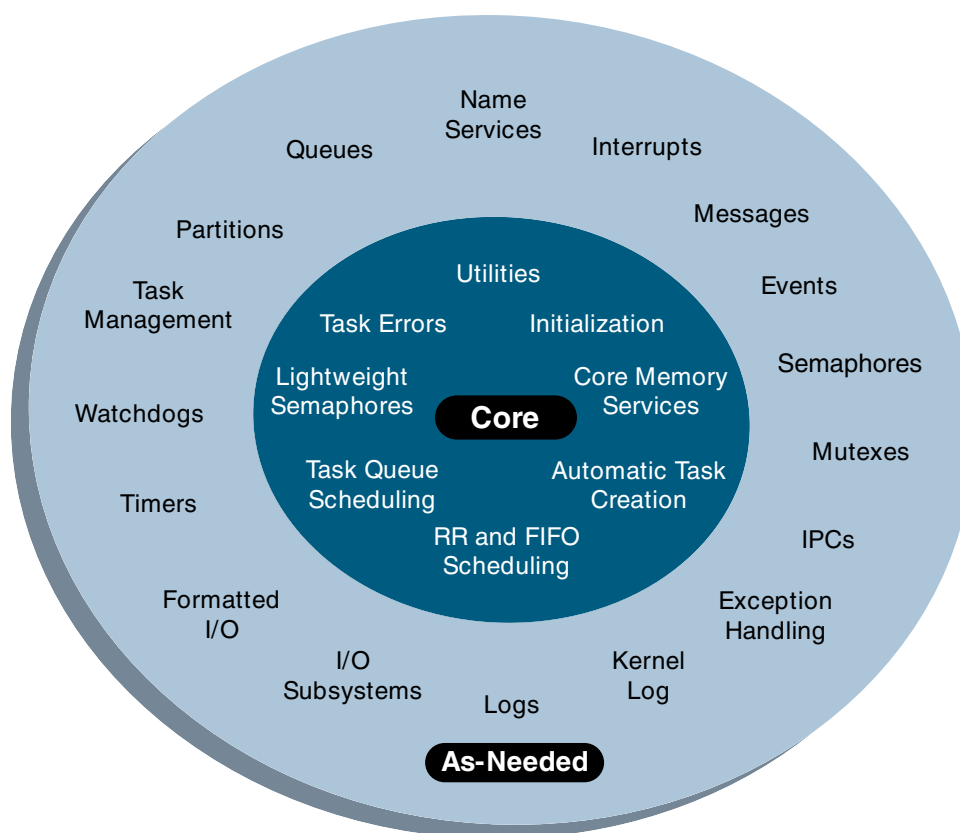 Name
Services
Queues
Interrupts
Partitions
Messages
Task
Management
Events
Watchdogs
Semaphores
Timers
Mutexes
IPCs
Formatted
I/O
Exception
Handling
I/O
Subsystems
Kernel
Log
Logs
As-Needed
Utilities
Task Errors
Initialization
Lightweight
Semaphores
Core Memory
Services
Core
Task Queue
Scheduling
Automatic Task
Creation
RR and FIFO
Scheduling